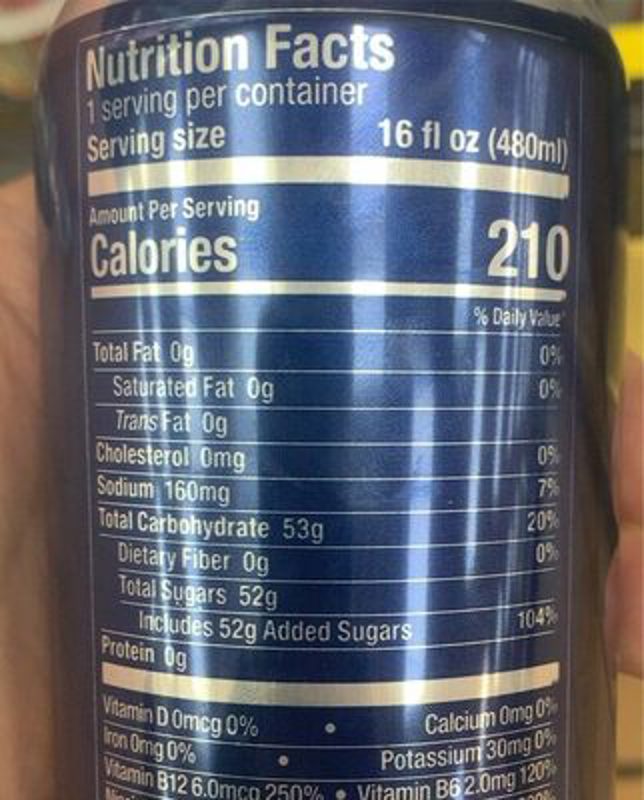 Nutrition Facts
1 serving per container
Serving size 16 fl oz (480ml)
Amount Per Serving
Calories 210
% Daily Value*
Total Fat 0g 0%
Saturated Fat 0g 0%
Trans Fat 0g
Cholesterol 0mg 0%
Sodium 160mg 7%
Total Carbohydrate 53g 20%
Dietary Fiber 0g 0%
Total Sugars 52g
Includes 52g Added Sugars 104%
Protein 0g
Vitamin D 0mcg 0% • Calcium 0mg 0%
Iron 0mg 0% • Potassium 30mg 0%
Vitamin B12 6.0mcg 250% • Vitamin B6 2.0mg 120%